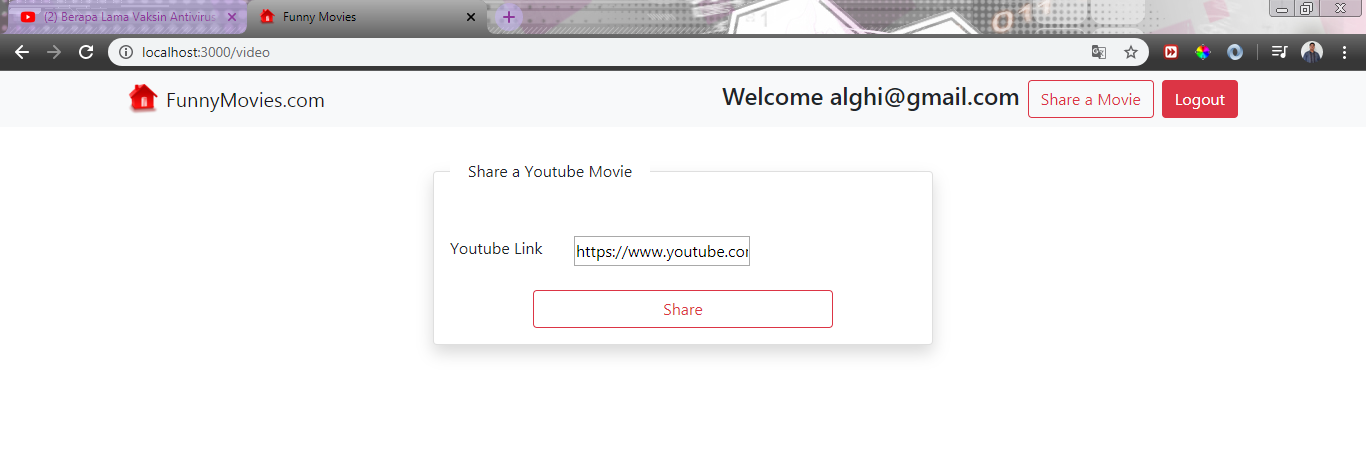 (2) Berapa Lama Vaksin Antivirus
Funny Movies
localhost:3000/video
FunnyMovies.com
Welcome alghi@gmail.com
Share a Movie
Logout
Share a Youtube Movie
Youtube Link
https://www.youtube.co
Share